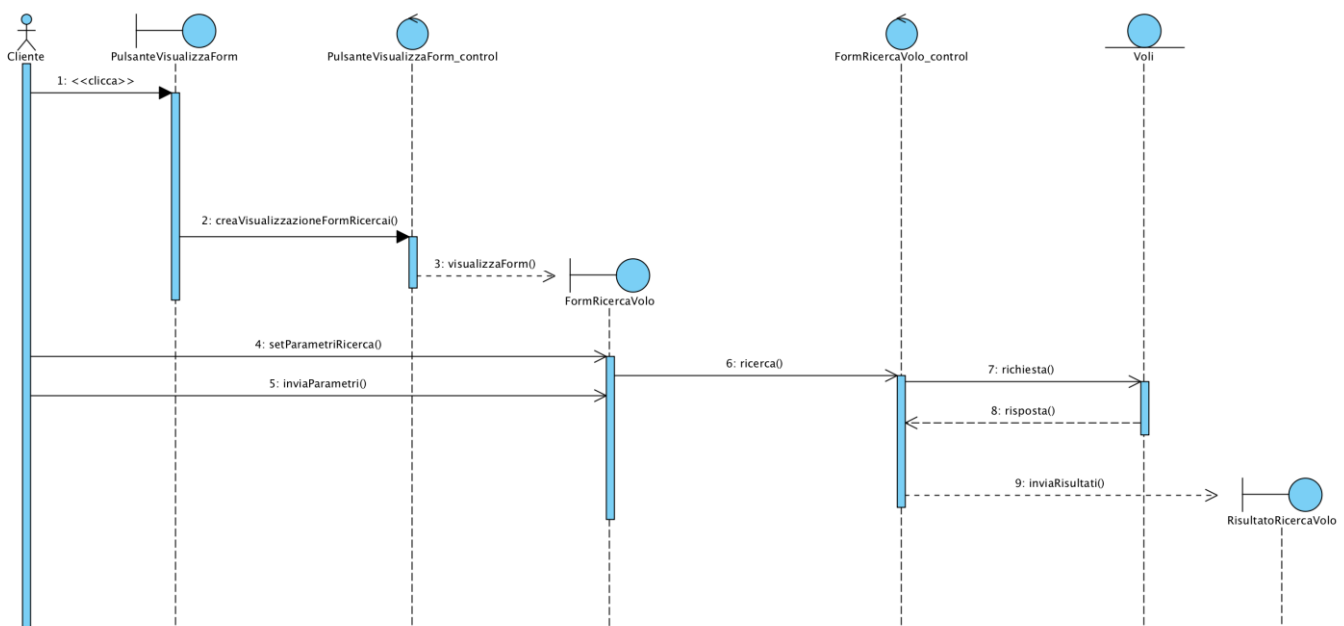 Cliente
PulsanteVisualizzaForm
PulsanteVisualizzaForm_control
FormRicercaVolo_control
Voli
1: <<clicca>>
2: creaVisualizzazioneFormRicercai()
3: visualizzaForm()
FormRicercaVolo
4: setParametriRicerca()
6: ricerca()
7: richiesta()
5: inviaParametri()
8: risposta()
9: inviaRisultati()
RisultatoRicercaVolo